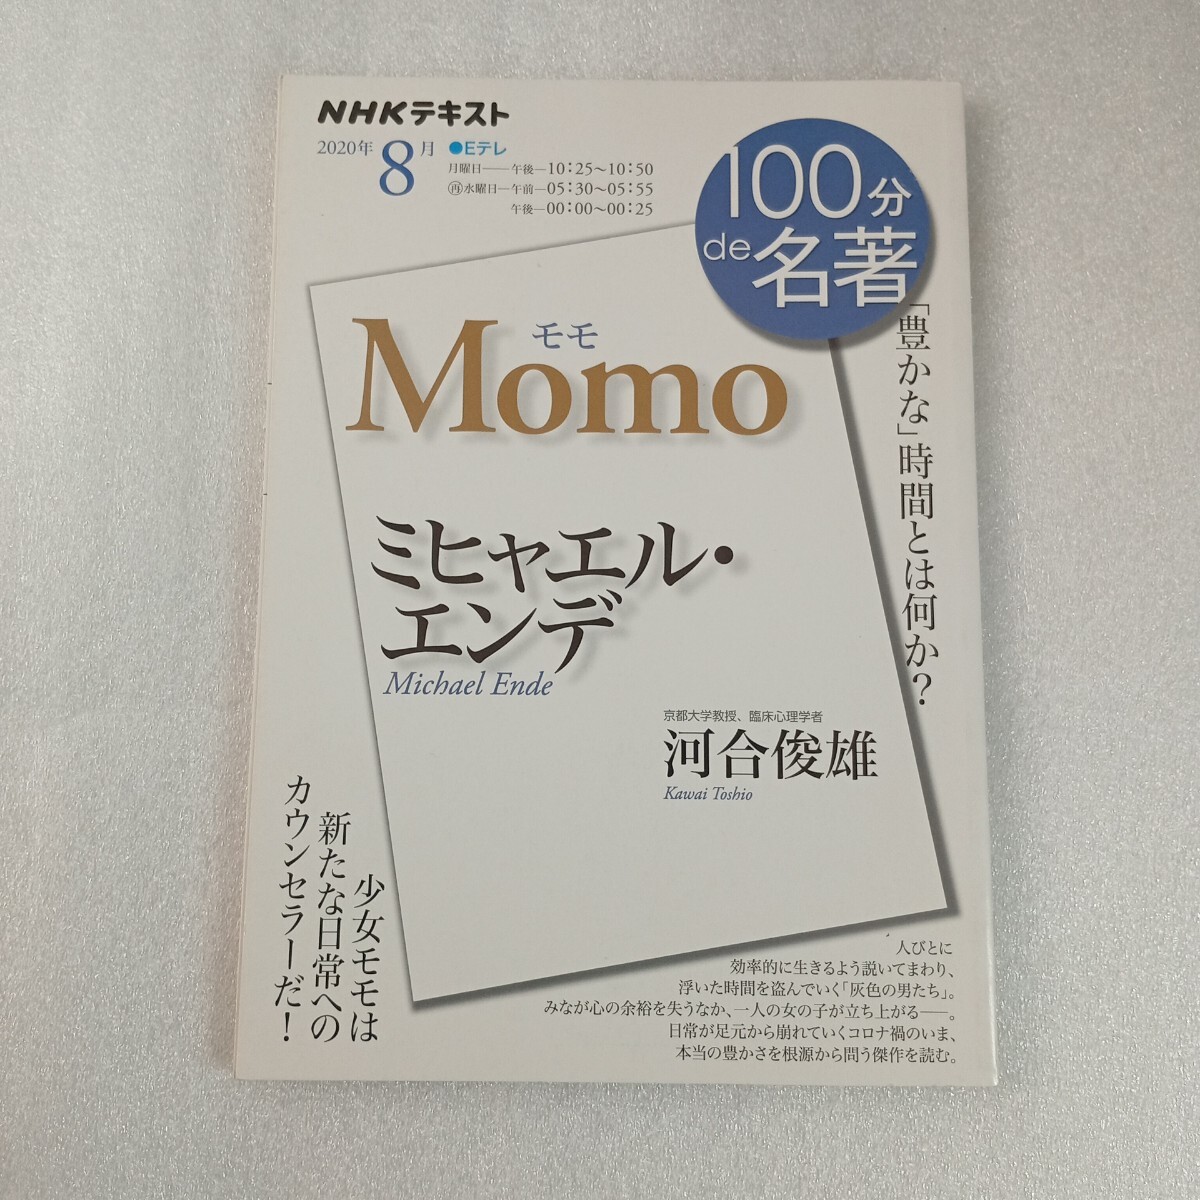 NHKテキスト
2020年8月 ●Eテレ
月曜日――午後―10:25〜10:50
㊑水曜日―午前―05:30〜05:55
午後―00:00〜00:25
100分
de名著
「豊かな」時間とは何か?
モモ
Momo
ミヒャエル・
エンデ
Michael Ende
京都大学教授、臨床心理学者
河合俊雄
Kawai Toshio
少女モモは
新たな日常への
カウンセラーだ!
人びとに
効率的に生きるよう説いてまわり、
浮いた時間を盗んでいく「灰色の男たち」。
みなが心の余裕を失うなか、一人の女の子が立ち上がる――。
日常が足元から崩れていくコロナ禍のいま、
本当の豊かさを根源から問う傑作を読む。